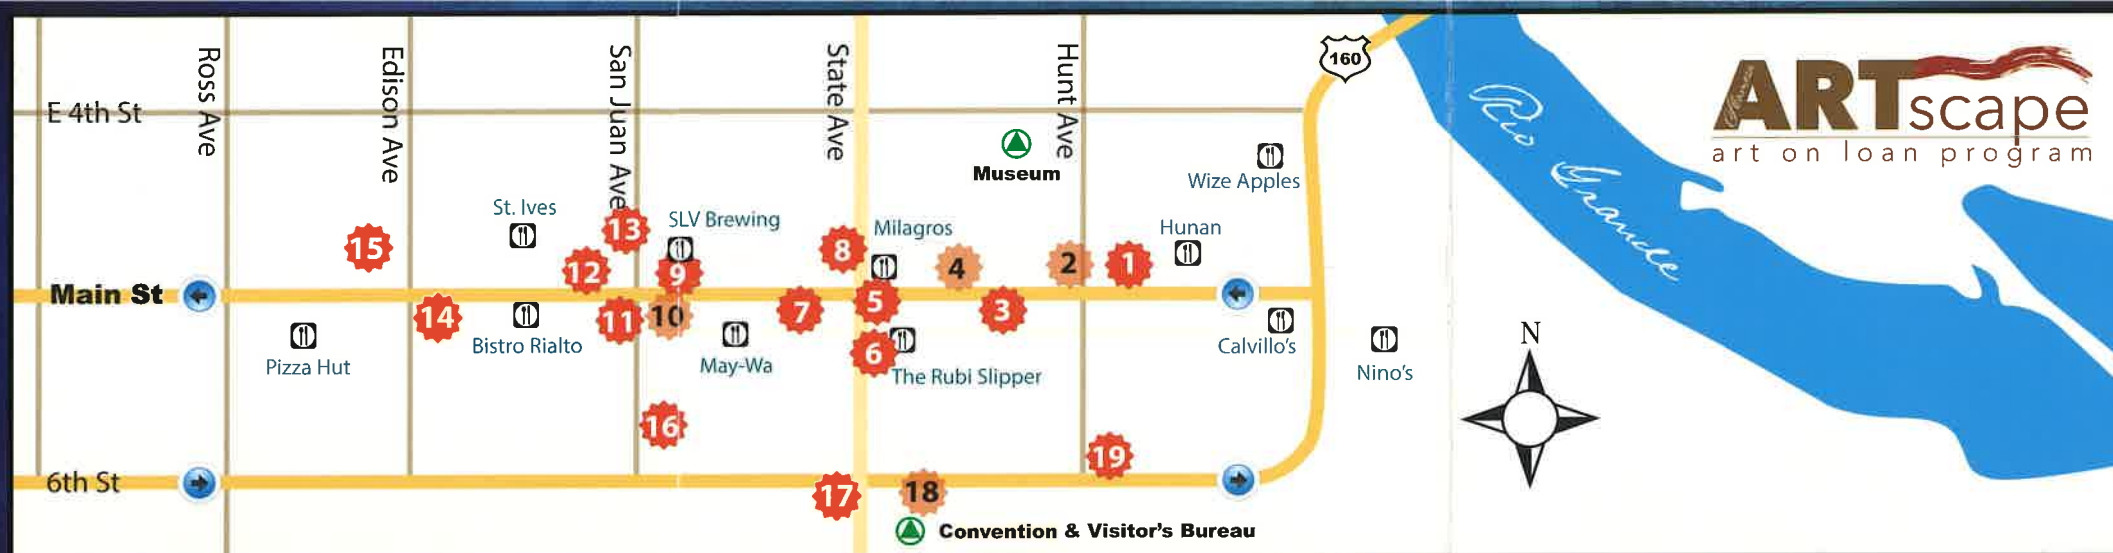 Ross Ave
Edison Ave
San Juan Ave
State Ave
Hunt Ave
160
E 4th St
Rio Grande
Alamosa
ARTscape
art on loan program
Museum
Wize Apples
St. Ives
SLV Brewing
Milagros
Hunan
15
13
12
9
8
4
2
1
Main St
14
11
10
7
5
3
Pizza Hut
Bistro Rialto
May-Wa
6
The Rubi Slipper
Calvillo's
Nino's
N
16
19
6th St
17
18
Convention & Visitor's Bureau